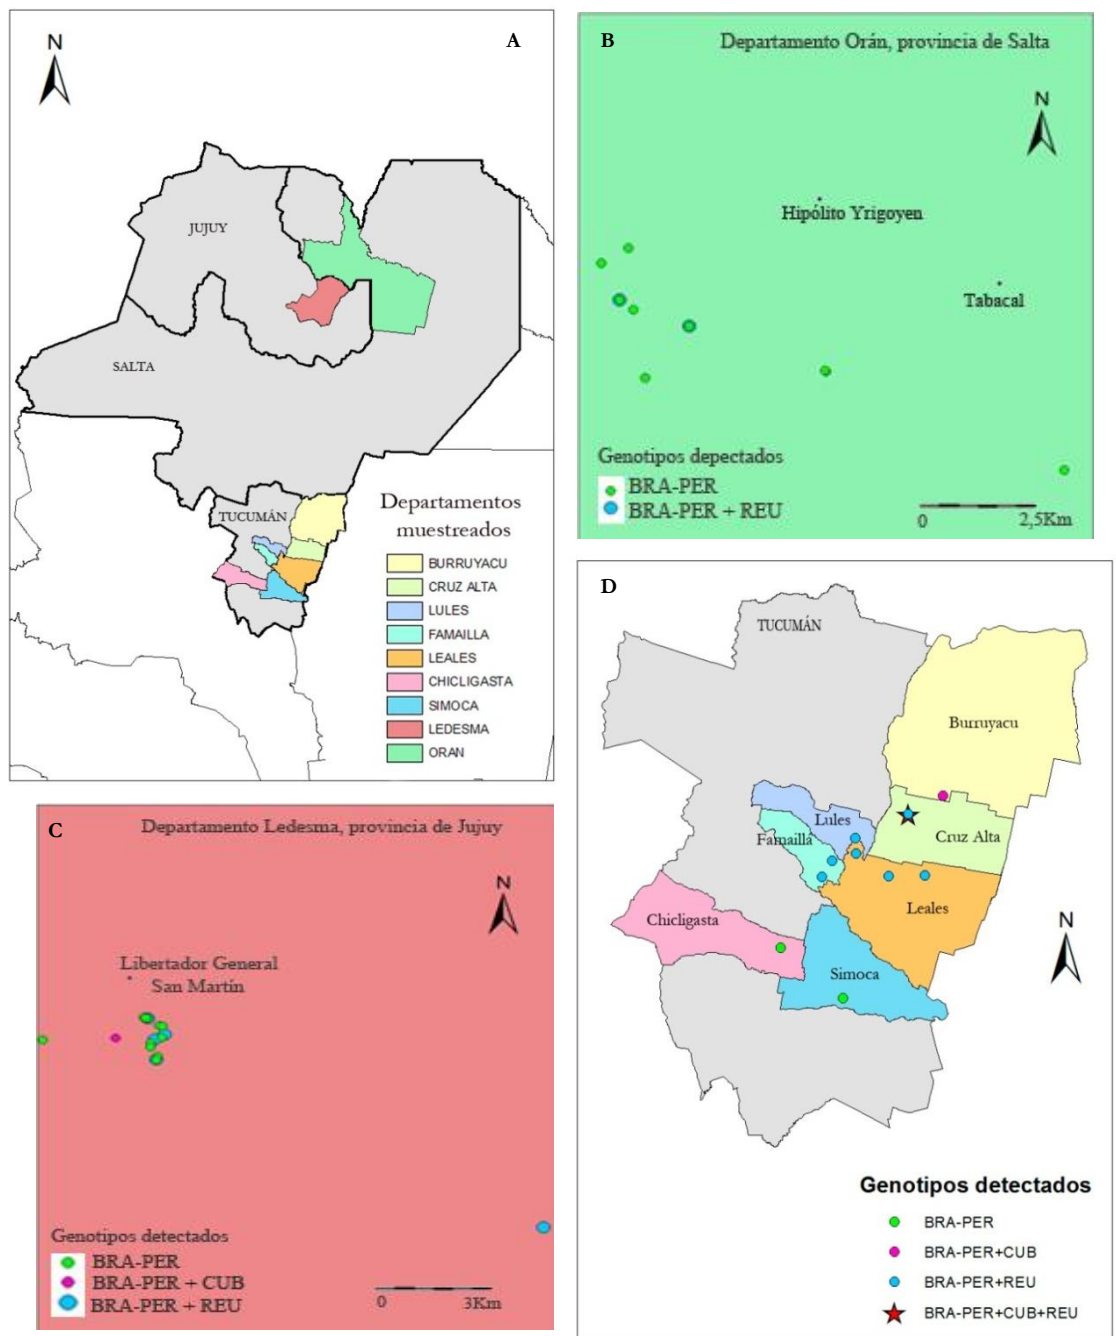 A
N
JUJUY
SALTA
TUCUMÁN
Departamentos
muestreados
BURRUYACU
CRUZ ALTA
LULES
FAMAILLA
LEALES
CHICLIGASTA
SIMOCA
LEDESMA
ORAN
B
Departamento Orán, provincia de Salta
N
Hipólito Yrigoyen
Tabacal
Genotipos depectados
BRA-PER
BRA-PER + REU
0 2,5Km
C
Departamento Ledesma, provincia de Jujuy
N
Libertador General
San Martín
Genotipos detectados
BRA-PER
BRA-PER + CUB
BRA-PER + REU
0 3Km
D
TUCUMÁN
Burruyacu
Lules
Cruz Alta
Famaillá
Leales
Chicligasta
N
Simoca
Genotipos detectados
BRA-PER
BRA-PER+CUB
BRA-PER+REU
BRA-PER+CUB+REU